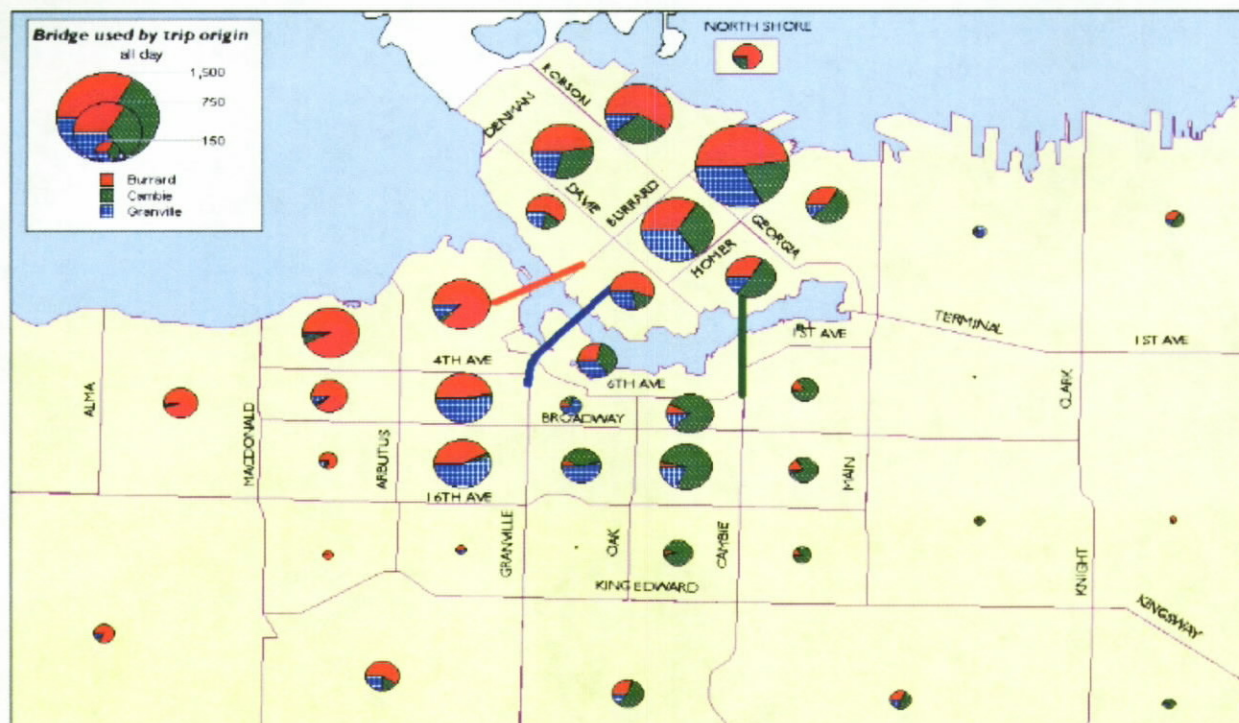 Bridge used by trip origin
all day
1,500
750
150
Burrard
Cambie
Granville
NORTH SHORE
ROBSON
DENMAN
DAVIE
BURRARD
GEORGIA
HOMER
TERMINAL
1ST AVE
1ST AVE
4TH AVE
6TH AVE
ALMA
MACDONALD
ARBUTUS
BROADWAY
CLARK
MAIN
16TH AVE
GRANVILLE
OAK
CAMBIE
KNIGHT
KING EDWARD
KINGSWAY